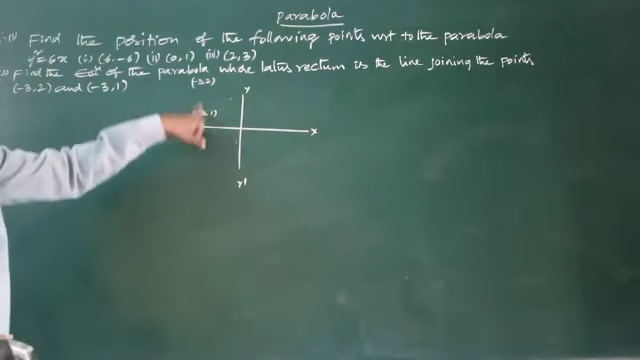 Parabola
(1) Find the position of the following points wrt to the parabola
y² = 6x (i) (6, -6) (ii) (0, 1) (iii) (2, 3)
Find the Eqⁿ of the parabola whose latus rectum is the line joining the points
(-3, 2) and (-3, 1)
(-3 2)
Y
1)
X
Y|